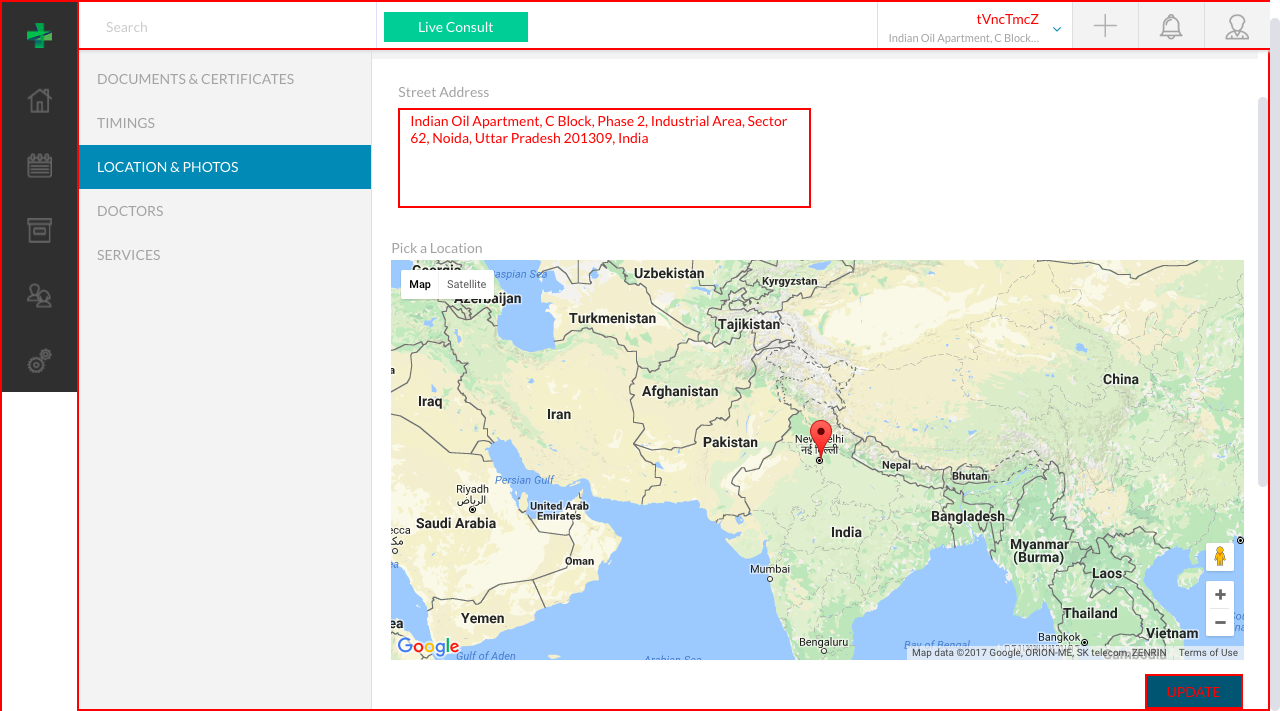 Search
Live Consult
tVncTmcZ
Indian Oil Apartment, C Block...
DOCUMENTS & CERTIFICATES
TIMINGS
LOCATION & PHOTOS
DOCTORS
SERVICES
Street Address
Indian Oil Apartment, C Block, Phase 2, Industrial Area, Sector
62, Noida, Uttar Pradesh 201309, India
Pick a Location
Map
Satellite
Georgia
Caspian Sea
Azerbaijan
Uzbekistan
Kyrgyzstan
Turkmenistan
Tajikistan
China
Afghanistan
Iraq
Iran
Pakistan
New Delhi
नई दिल्ली
Nepal
Bhutan
Persian Gulf
Riyadh
الرياض
United Arab
Emirates
Saudi Arabia
Bangladesh
India
Myanmar
(Burma)
Oman
Mumbai
Laos
Yemen
Thailand
Vietnam
Bengaluru
Bangkok
Bay of Bengal
Google
Gulf of Aden
Arabian Sea
Cambodia
Map data ©2017 Google, ORION-ME, SK telecom, ZENRIN
Terms of Use
UPDATE